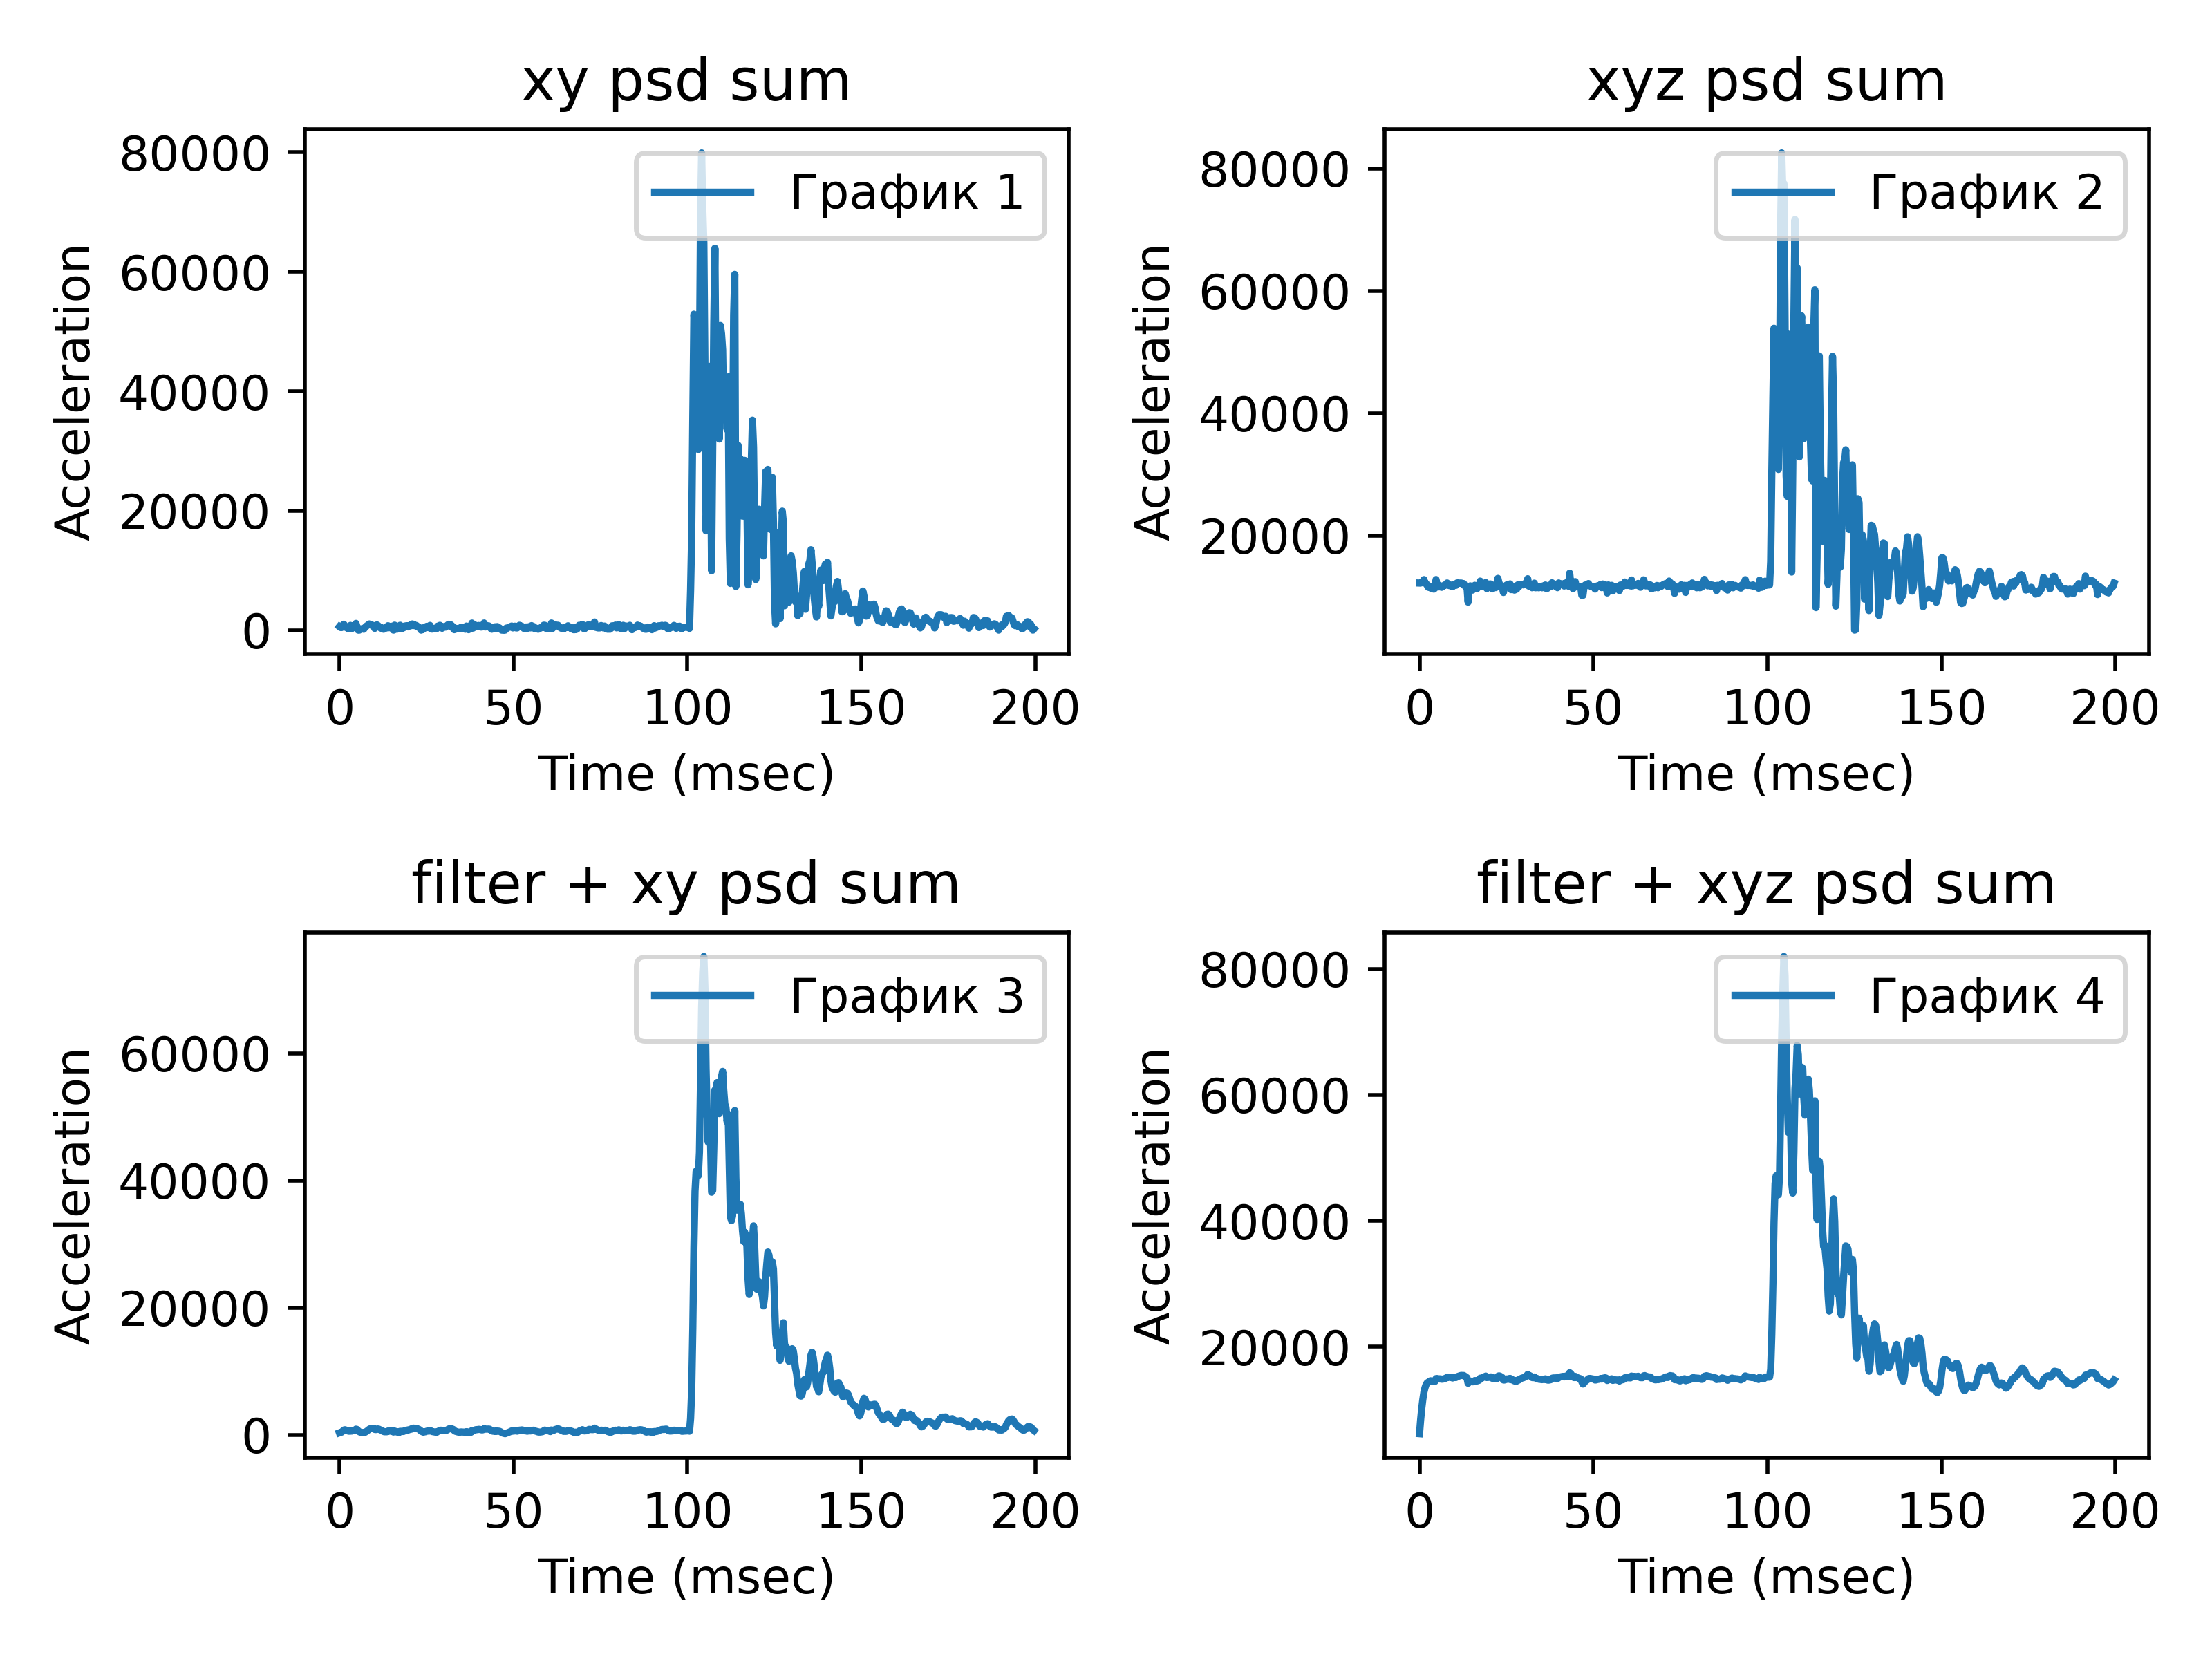 xy psd sum
80000
60000
40000
20000
0
Acceleration
График 1
0 50 100 150 200
Time (msec)
xyz psd sum
80000
60000
40000
20000
Acceleration
График 2
0 50 100 150 200
Time (msec)
filter + xy psd sum
60000
40000
20000
0
Acceleration
График 3
0 50 100 150 200
Time (msec)
filter + xyz psd sum
80000
60000
40000
20000
Acceleration
График 4
0 50 100 150 200
Time (msec)